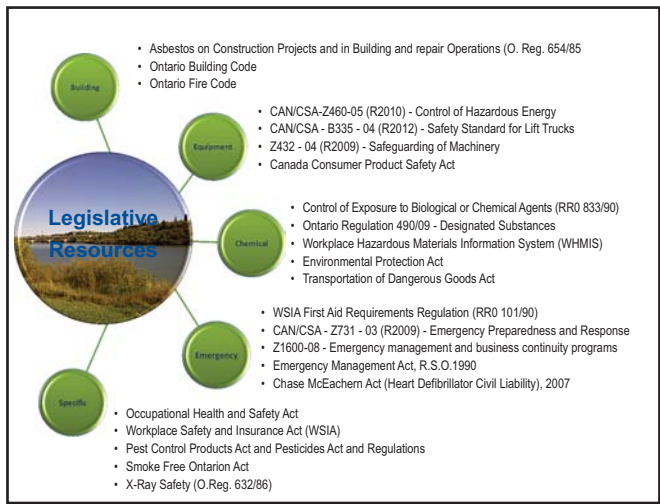 Building
• Asbestos on Construction Projects and in Building and repair Operations (O. Reg. 654/85
• Ontario Building Code
• Ontario Fire Code
Equipment
• CAN/CSA-Z460-05 (R2010) - Control of Hazardous Energy
• CAN/CSA - B335 - 04 (R2012) - Safety Standard for Lift Trucks
• Z432 - 04 (R2009) - Safeguarding of Machinery
• Canada Consumer Product Safety Act
Legislative
Resources
Chemical
• Control of Exposure to Biological or Chemical Agents (RR0 833/90)
• Ontario Regulation 490/09 - Designated Substances
• Workplace Hazardous Materials Information System (WHMIS)
• Environmental Protection Act
• Transportation of Dangerous Goods Act
Emergency
• WSIA First Aid Requirements Regulation (RR0 101/90)
• CAN/CSA - Z731 - 03 (R2009) - Emergency Preparedness and Response
• Z1600-08 - Emergency management and business continuity programs
• Emergency Management Act, R.S.O.1990
• Chase McEachern Act (Heart Defibrillator Civil Liability), 2007
Specific
• Occupational Health and Safety Act
• Workplace Safety and Insurance Act (WSIA)
• Pest Control Products Act and Pesticides Act and Regulations
• Smoke Free Ontarion Act
• X-Ray Safety (O.Reg. 632/86)